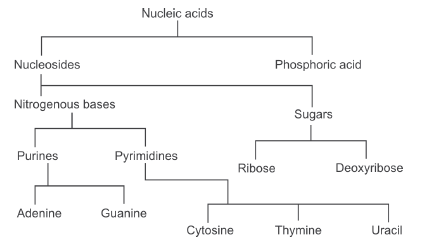 Nucleic acids
Nucleosides Phosphoric acid
Nitrogenous bases
Sugars
Purines Pyrimidines
Ribose Deoxyribose
Adenine Guanine
Cytosine Thymine Uracil